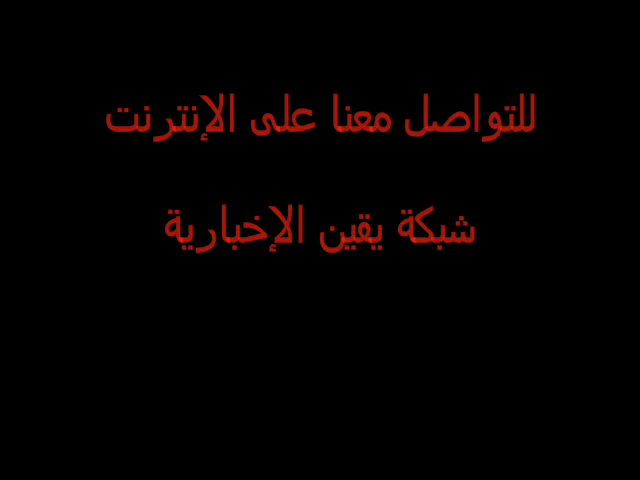 للتواصل معنا على الإنترنت
شبكة يقين الإخبارية